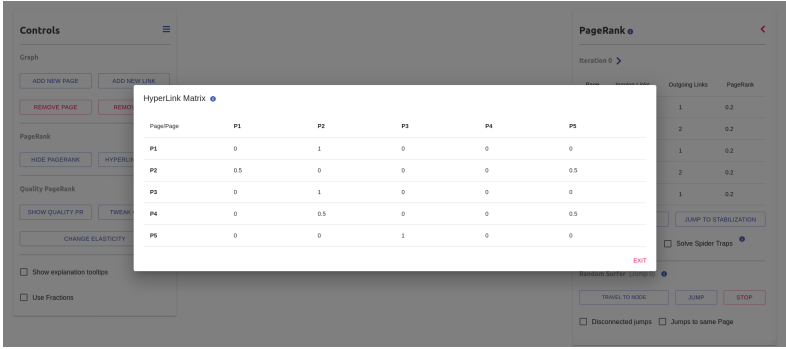 Controls
Graph
ADD NEW PAGE
ADD NEW LINK
REMOVE PAGE
PageRank
HIDE PAGERANK
Quality PageRank
SHOW QUALITY PR
TWEAK
CHANGE ELASTICITY
Show explanation tooltips
Use Fractions
HyperLink Matrix
Page/Page P1 P2 P3 P4 P5
P1 0 1 0 0 0
P2 0.5 0 0 0 0.5
P3 0 1 0 0 0
P4 0 0.5 0 0 0.5
P5 0 0 1 0 0
EXIT
PageRank
Iteration 0
Outgoing Links PageRank
1 0.2
2 0.2
1 0.2
2 0.2
1 0.2
JUMP TO STABILIZATION
Solve Spider Traps
Random Surfer (Jump 0)
TRAVEL TO NODE
JUMP
STOP
Disconnected jumps
Jumps to same Page